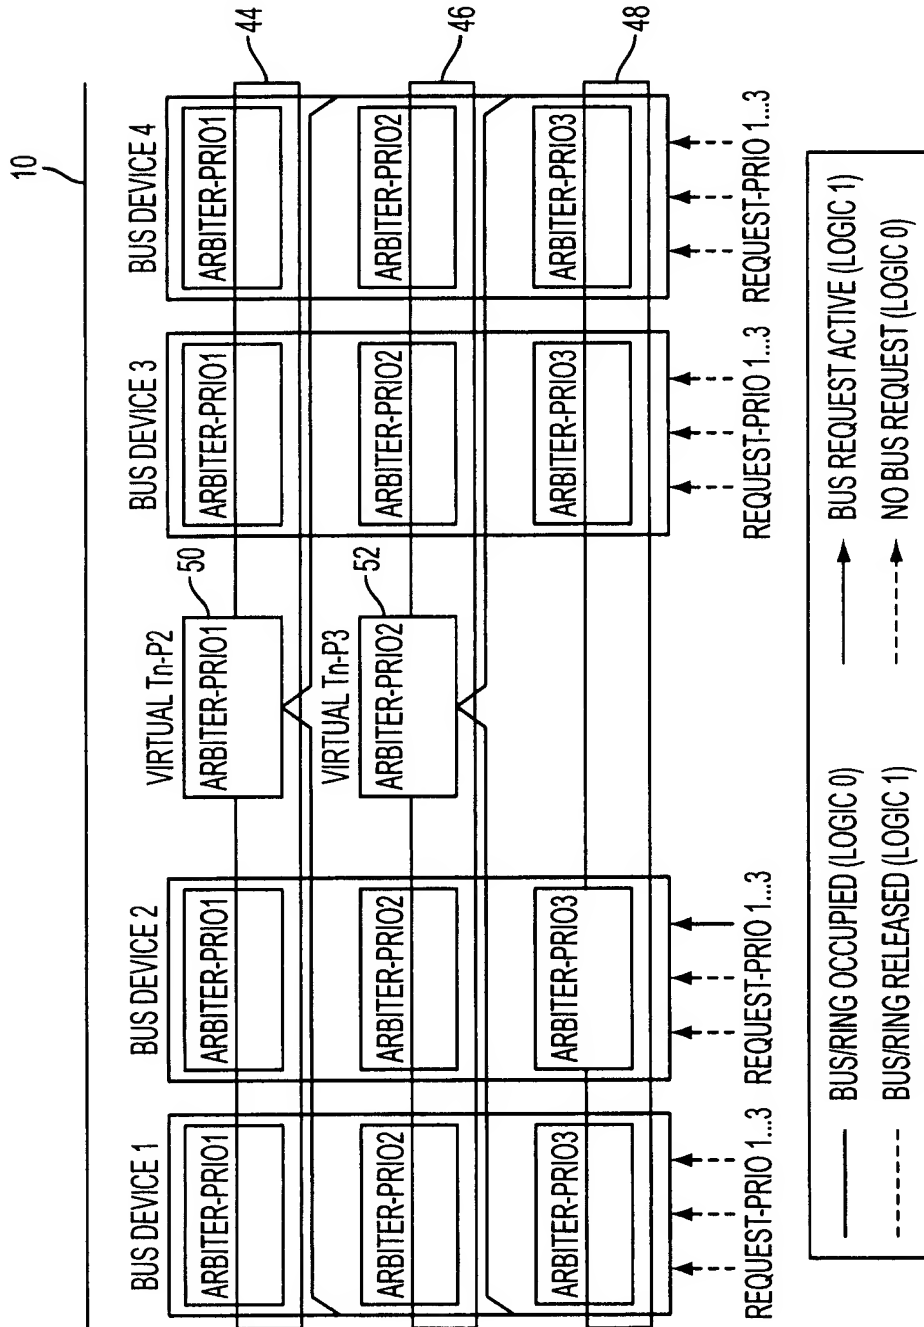 10
BUS DEVICE 1
BUS DEVICE 2
BUS DEVICE 3
BUS DEVICE 4
VIRTUAL Tn-P2
50
44
ARBITER-PRIO1
ARBITER-PRIO1
ARBITER-PRIO1
ARBITER-PRIO1
ARBITER-PRIO1
VIRTUAL Tn-P3
52
46
ARBITER-PRIO2
ARBITER-PRIO2
ARBITER-PRIO2
ARBITER-PRIO2
ARBITER-PRIO2
48
ARBITER-PRIO3
ARBITER-PRIO3
ARBITER-PRIO3
ARBITER-PRIO3
REQUEST-PRIO 1...3
REQUEST-PRIO 1...3
REQUEST-PRIO 1...3
REQUEST-PRIO 1...3
BUS/RING OCCUPIED (LOGIC 0)
BUS/RING RELEASED (LOGIC 1)
BUS REQUEST ACTIVE (LOGIC 1)
NO BUS REQUEST (LOGIC 0)